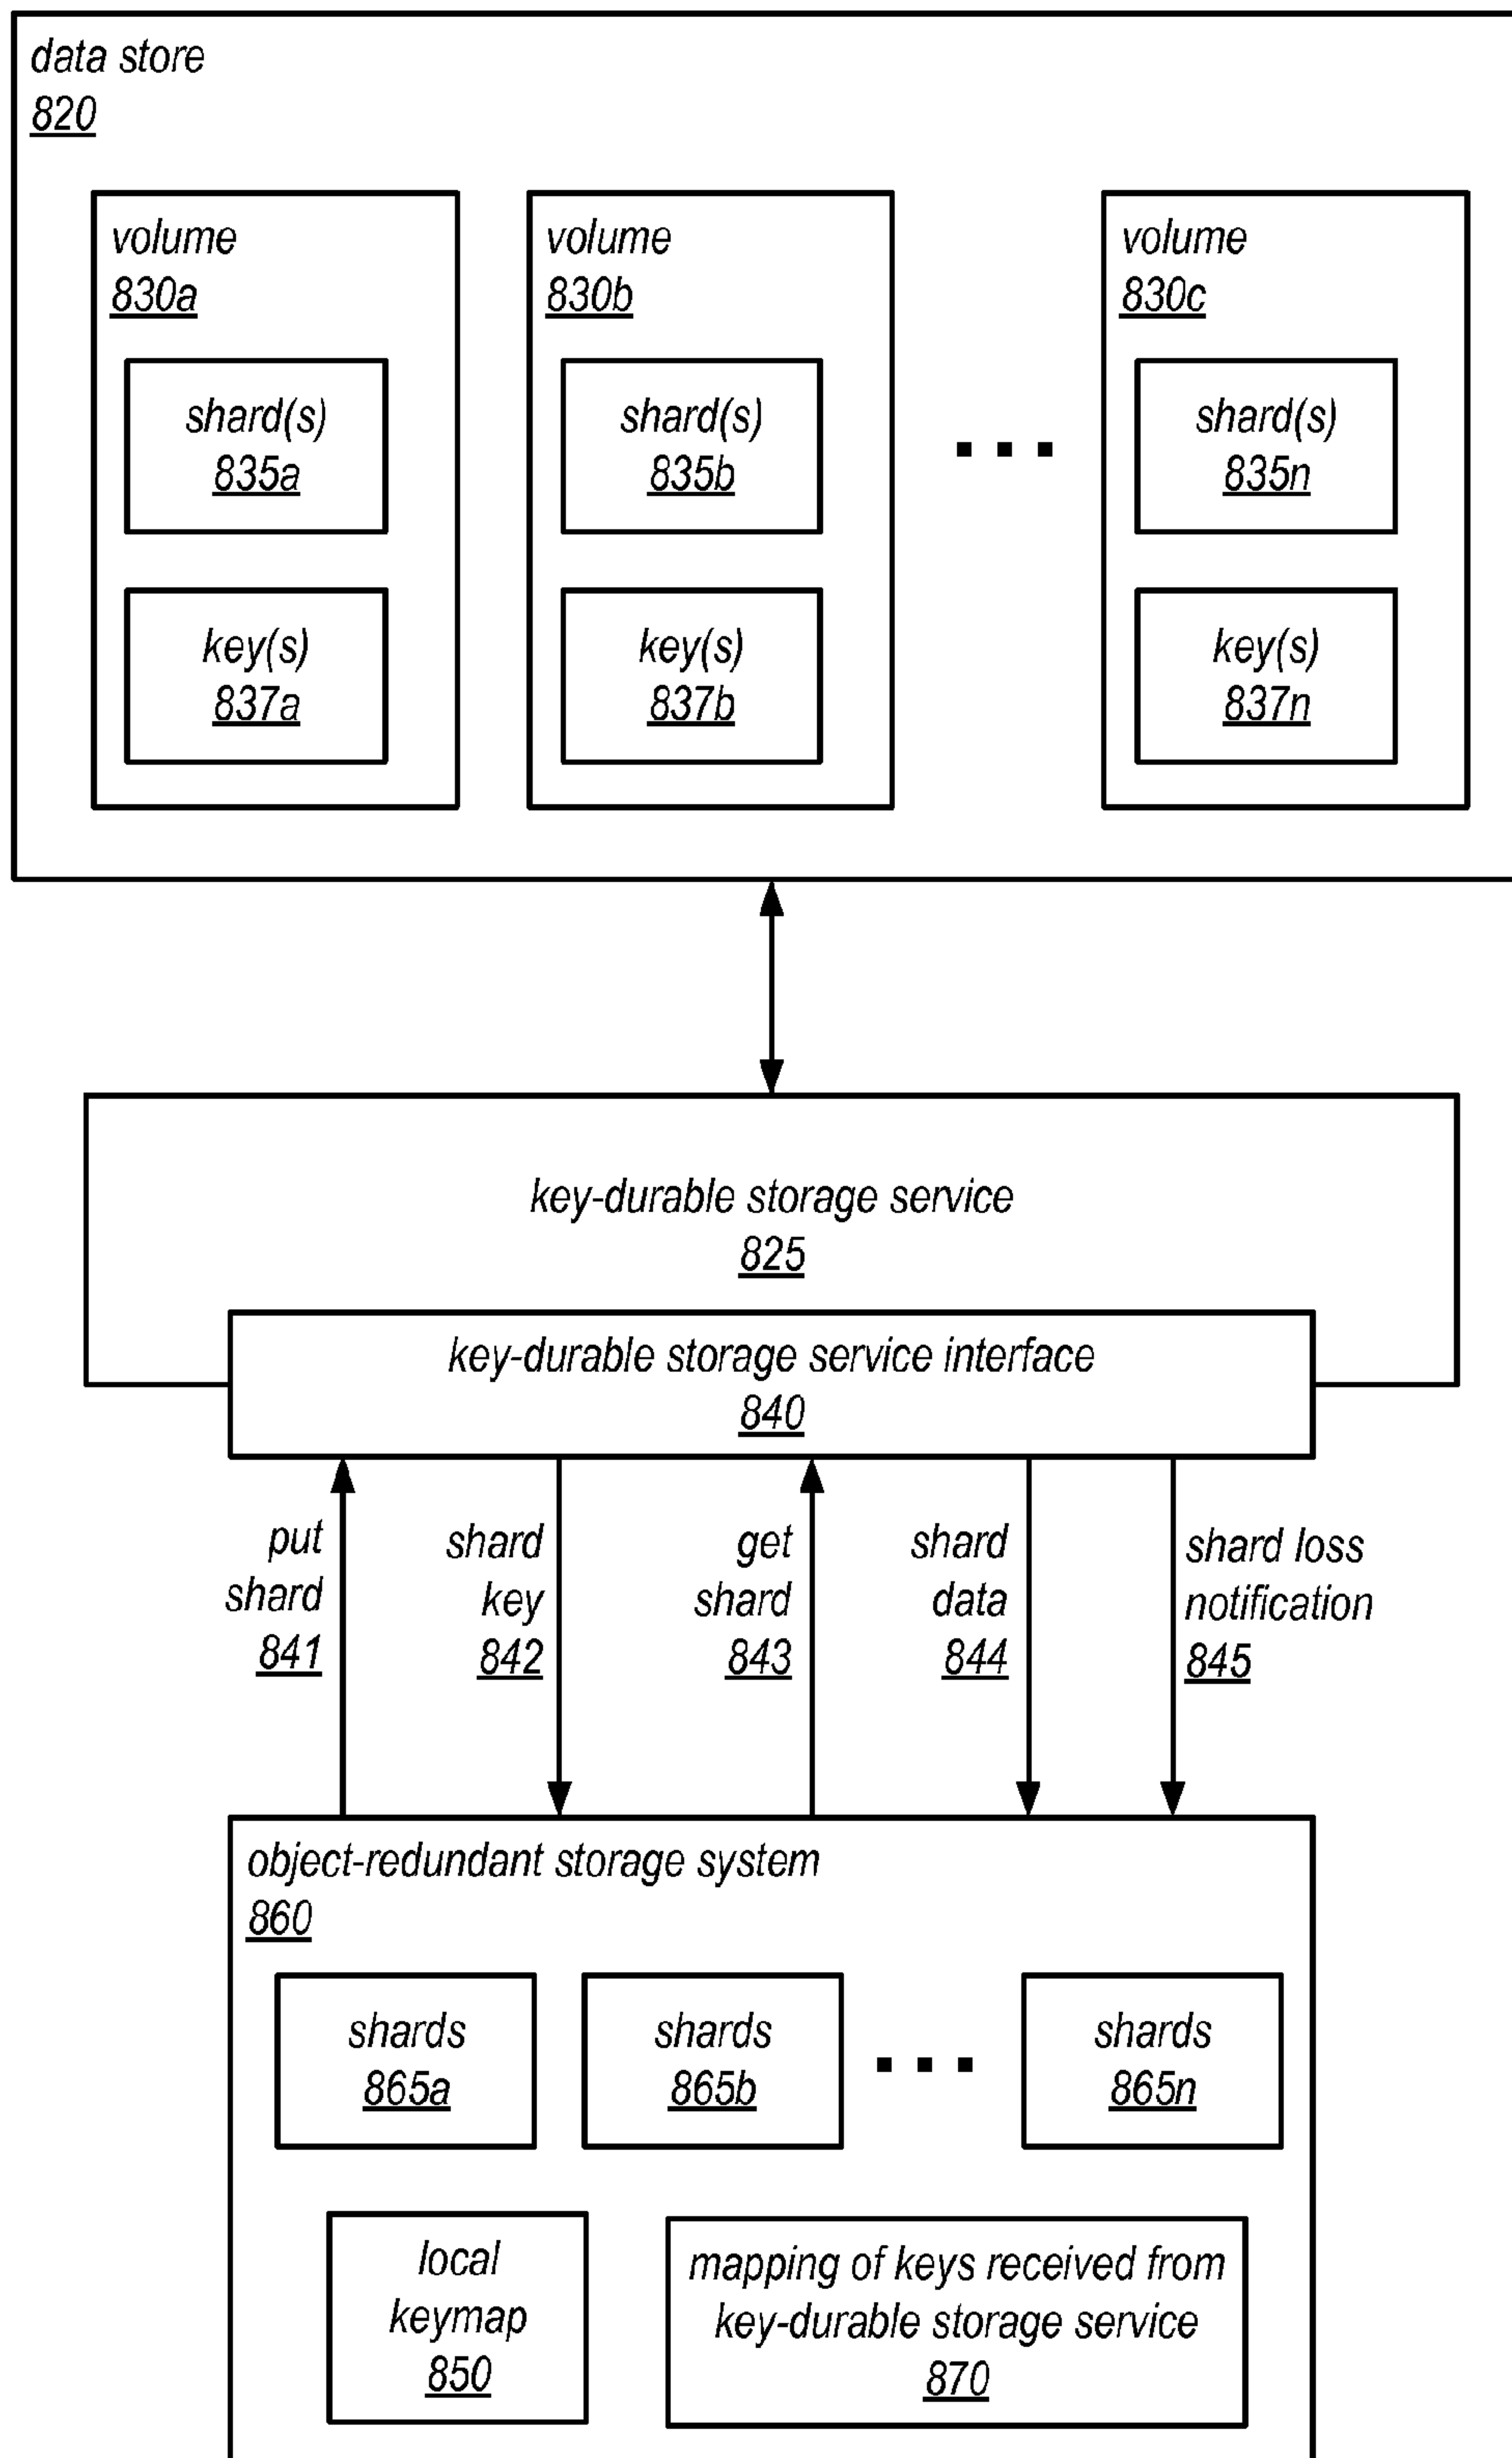 data store
820
volume
830a
shard(s)
835a
key(s)
837a
volume
830b
shard(s)
835b
key(s)
837b
volume
830c
shard(s)
835n
key(s)
837n
key-durable storage service
825
key-durable storage service interface
840
put
shard
841
shard
key
842
get
shard
843
shard
data
844
shard loss
notification
845
object-redundant storage system
860
shards
865a
shards
865b
shards
865n
local
keymap
850
mapping of keys received from
key-durable storage service
870